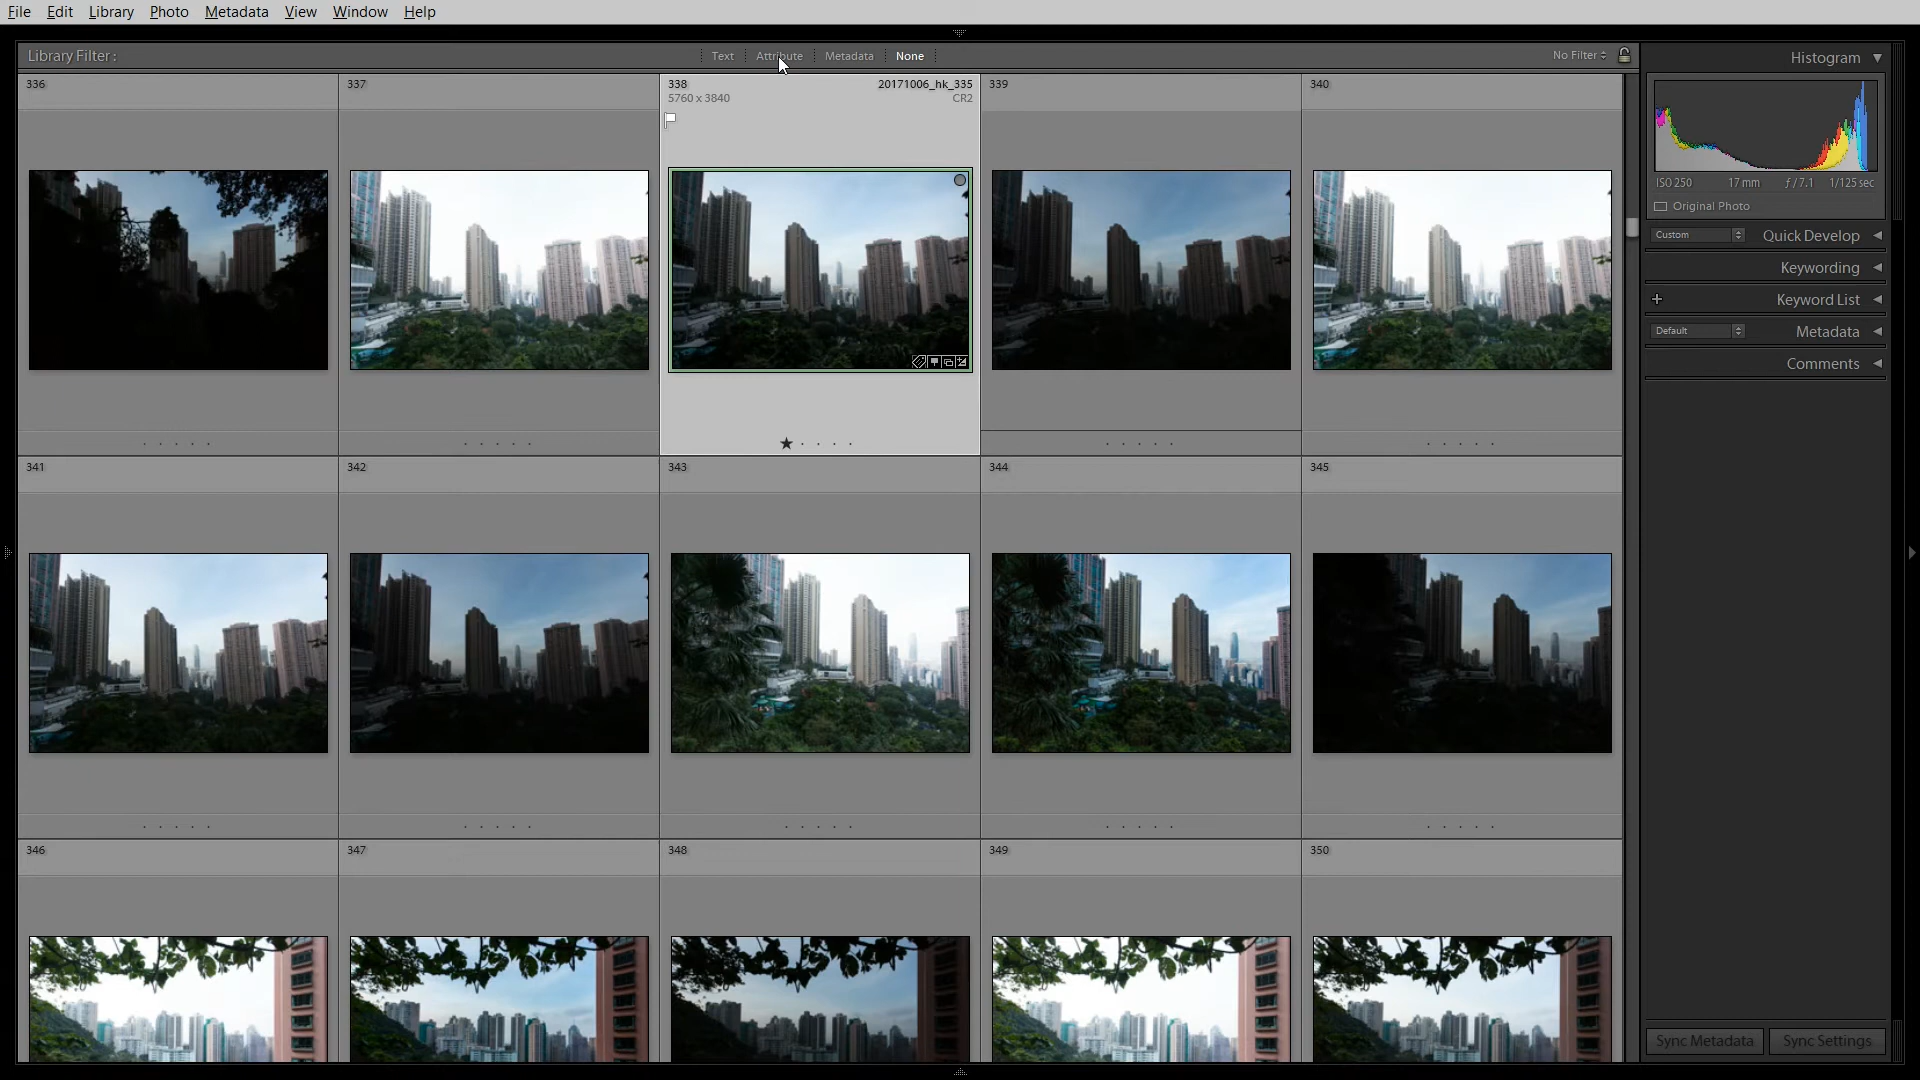 File Edit Library Photo Metadata View Window Help
Library Filter : Text Attribute Metadata None No Filter
Histogram
ISO 250 17 mm ƒ / 7.1 1/125 sec
Original Photo
Custom Quick Develop
Keywording
+ Keyword List
Default Metadata
Comments
336 337 338 20171006_hk_335 339 340
5760 x 3840 CR2
341 342 343 344 345
346 347 348 349 350
Sync Metadata Sync Settings